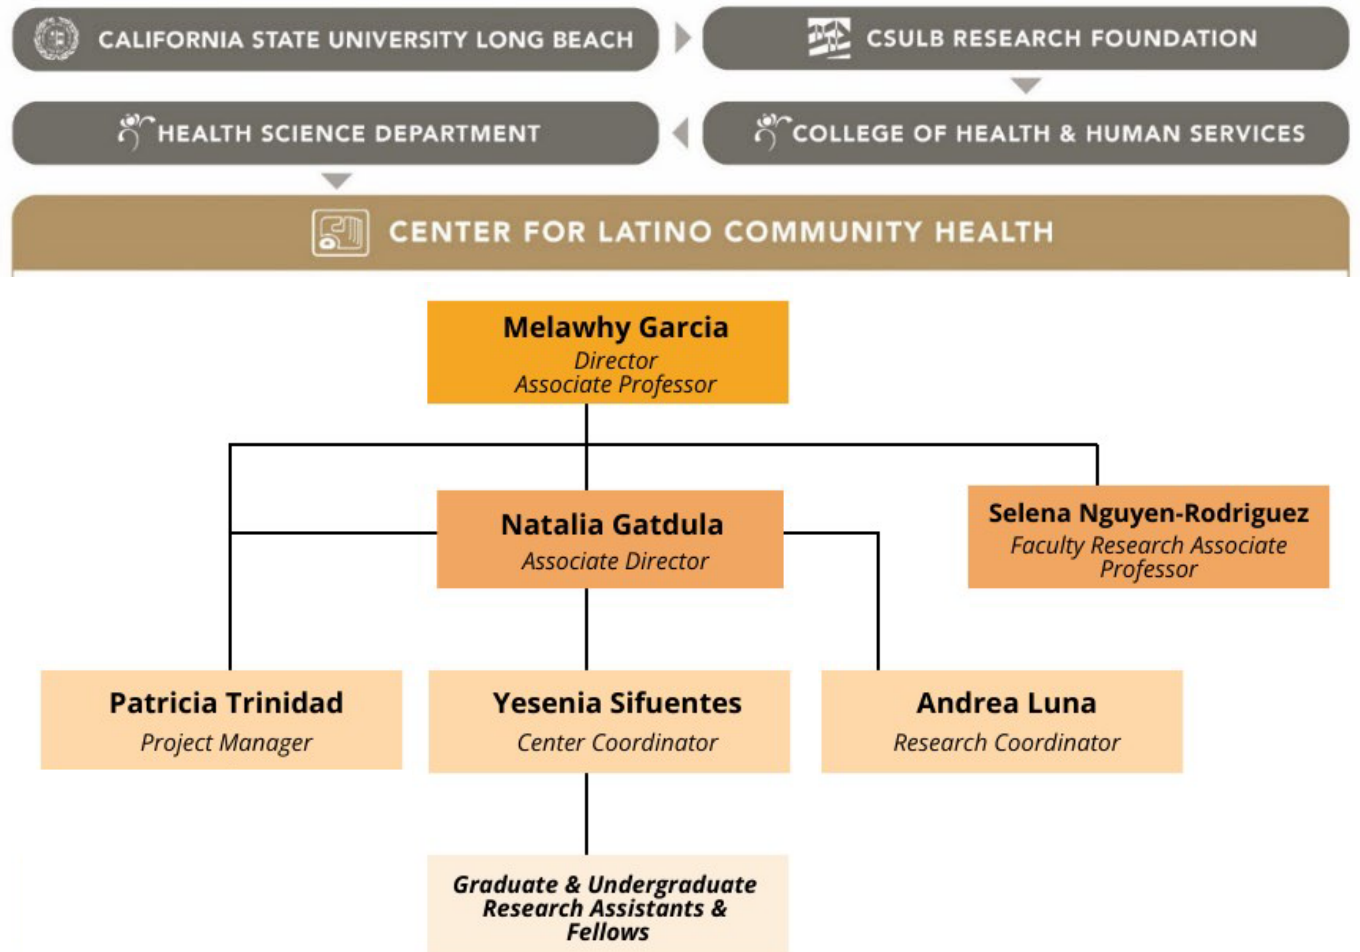 CALIFORNIA STATE UNIVERSITY LONG BEACH
CSULB RESEARCH FOUNDATION
HEALTH SCIENCE DEPARTMENT
COLLEGE OF HEALTH & HUMAN SERVICES
CENTER FOR LATINO COMMUNITY HEALTH
Melawhy Garcia
Director
Associate Professor
Natalia Gatdula
Associate Director
Selena Nguyen-Rodriguez
Faculty Research Associate
Professor
Patricia Trinidad
Project Manager
Yesenia Sifuentes
Center Coordinator
Andrea Luna
Research Coordinator
Graduate & Undergraduate
Research Assistants &
Fellows